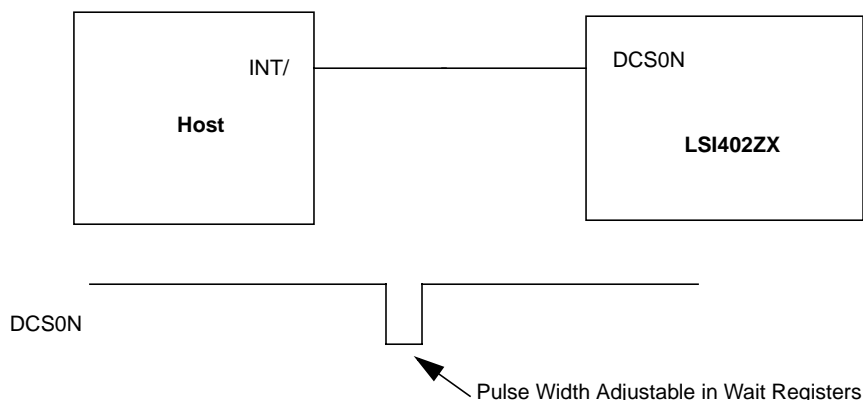 INT/
DCS0N
Host
LSI402ZX
DCS0N
Pulse Width Adjustable in Wait Registers